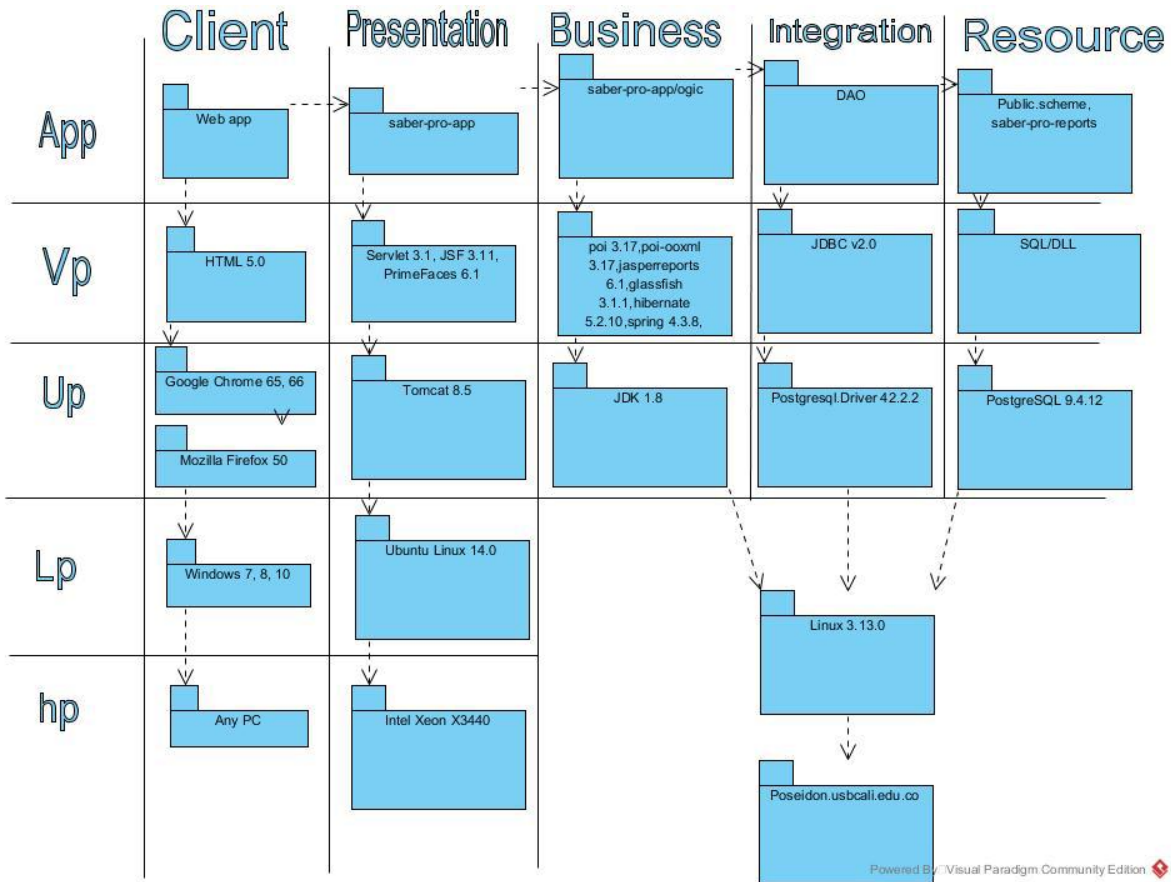 Client
Presentation
Business
Integration
Resource
App
Web app
saber-pro-app
saber-pro-app/ogic
DAO
Public.scheme,
saber-pro-reports
Vp
HTML 5.0
Servlet 3.1, JSF 3.11,
PrimeFaces 6.1
poi 3.17,poi-ooxml
3.17,jasperreports
6.1,glassfish
3.1.1,hibernate
5.2.10,spring 4.3.8,
JDBC v2.0
SQL/DLL
Up
Google Chrome 65, 66
Mozilla Firefox 50
Tomcat 8.5
JDK 1.8
Postgresql.Driver 42.2.2
PostgreSQL 9.4.12
Lp
Windows 7, 8, 10
Ubuntu Linux 14.0
Linux 3.13.0
hp
Any PC
Intel Xeon X3440
Poseidon.usbcali.edu.co
Powered By Visual Paradigm Community Edition